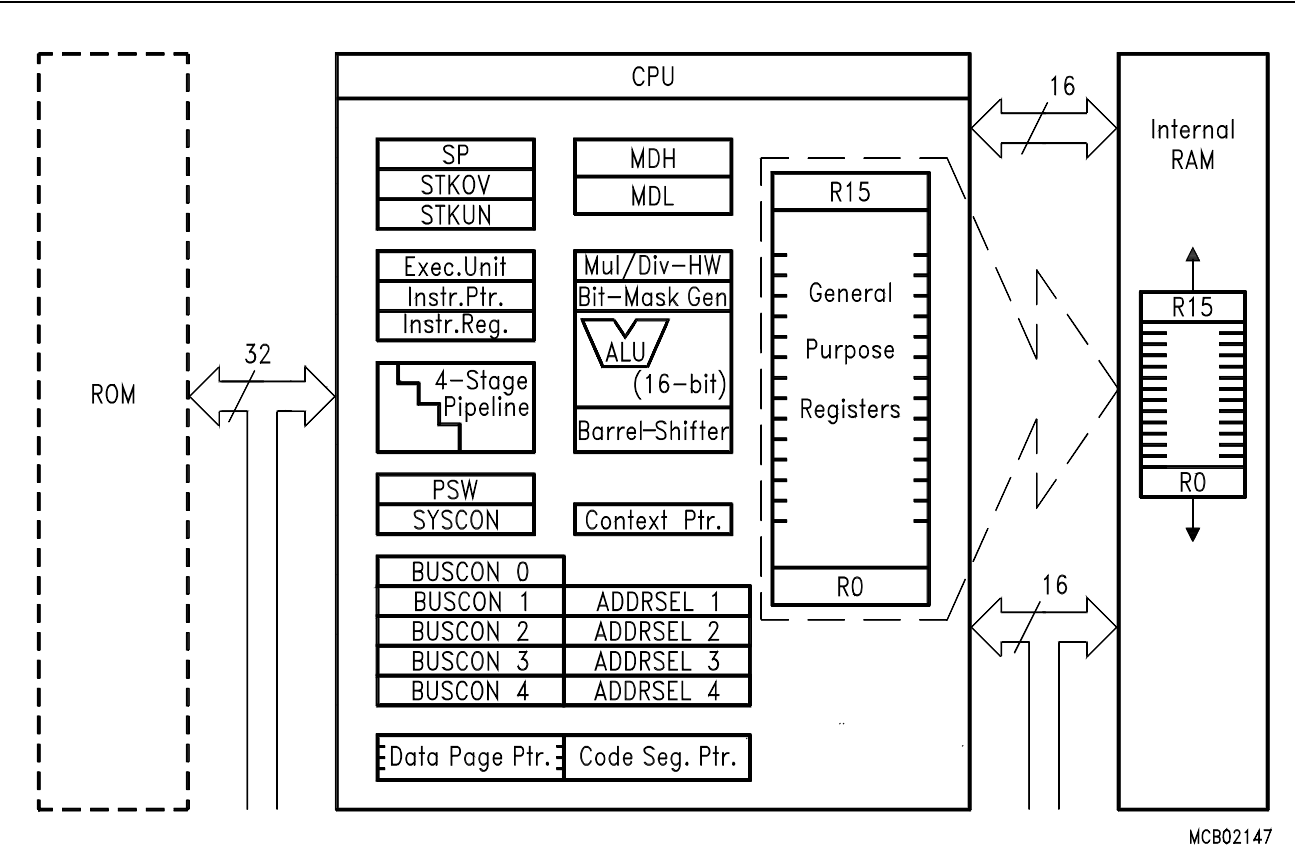 CPU
16
Internal
RAM
SP
STKOV
STKUN
MDH
MDL
R15
Exec.Unit
Instr.Ptr.
Instr.Reg.
Mul/Div-HW
Bit-Mask Gen
ALU
(16-bit)
Barrel-Shifter
General
Purpose
Registers
R15
R0
32
ROM
4-Stage
Pipeline
PSW
SYSCON
Context Ptr.
R0
16
BUSCON 0
BUSCON 1 ADDRSEL 1
BUSCON 2 ADDRSEL 2
BUSCON 3 ADDRSEL 3
BUSCON 4 ADDRSEL 4
Data Page Ptr. Code Seg. Ptr.
MCB02147